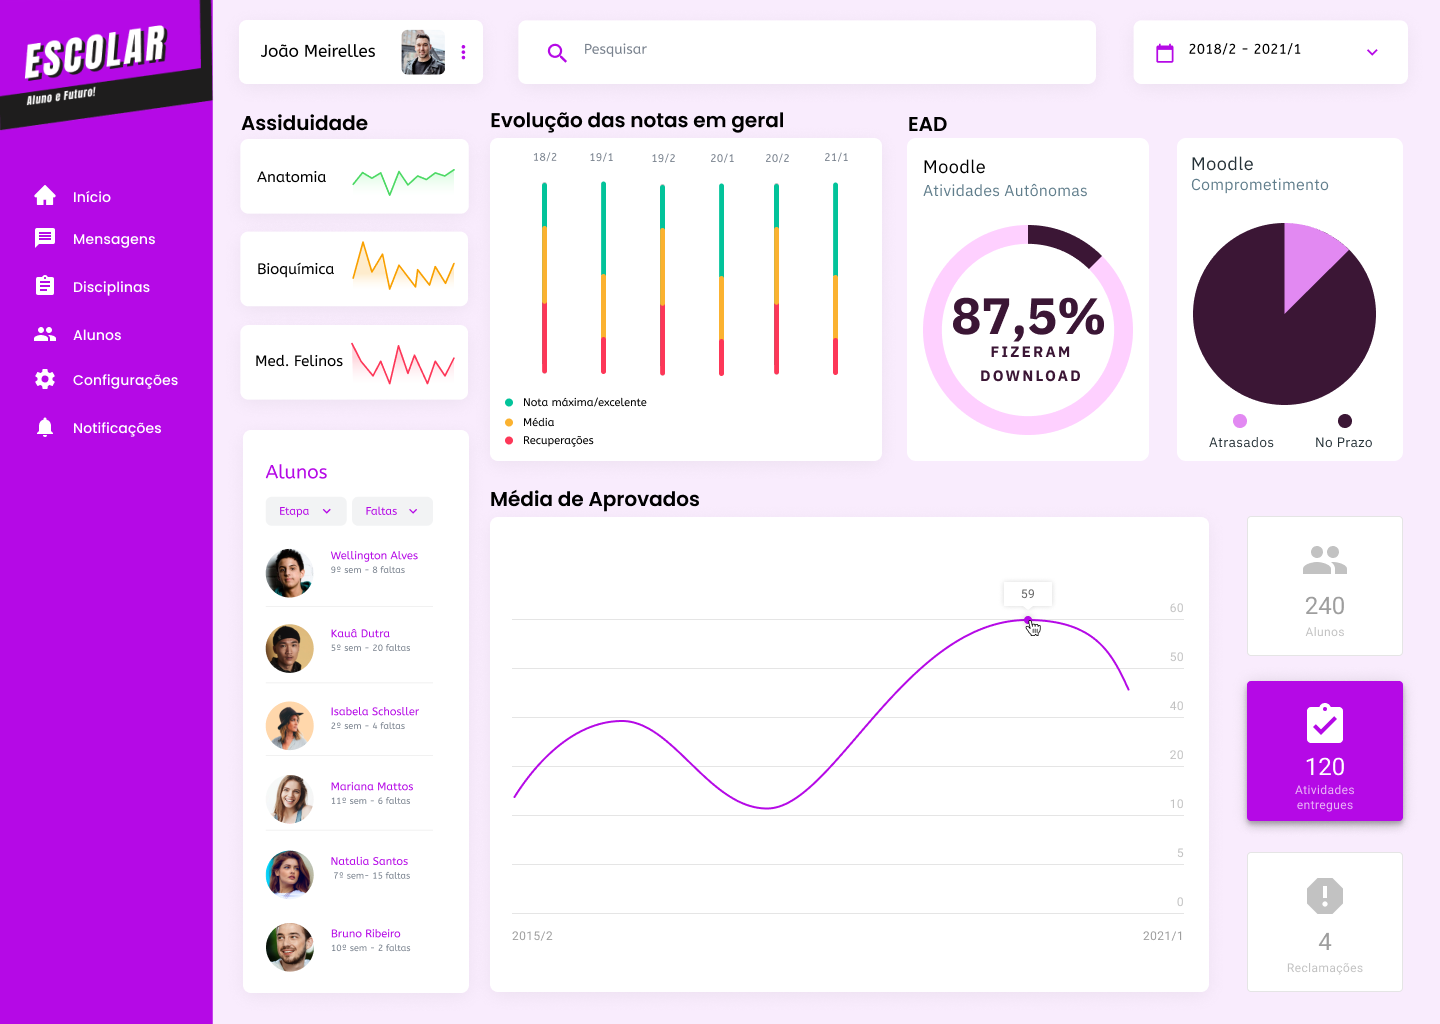 ESCOLAR
Aluno e Futuro!
Início
Mensagens
Disciplinas
Alunos
Configurações
Notificações
João Meirelles
Pesquisar
2018/2 - 2021/1
Assiduidade
Anatomia
Bioquímica
Med. Felinos
Evolução das notas em geral
18/2 19/1 19/2 20/1 20/2 21/1
Nota máxima/excelente
Média
Recuperações
EAD
Moodle
Atividades Autônomas
87,5%
FIZERAM
DOWNLOAD
Moodle
Comprometimento
Atrasados No Prazo
Alunos
Etapa Faltas
Wellington Alves
9º sem - 8 faltas
Kauâ Dutra
5º sem - 20 faltas
Isabela Schosller
2º sem - 4 faltas
Mariana Mattos
11º sem - 6 faltas
Natalia Santos
7º sem- 15 faltas
Bruno Ribeiro
10º sem - 2 faltas
Média de Aprovados
59
60
50
40
20
10
5
0
2015/2 2021/1
240
Alunos
120
Atividades
entregues
4
Reclamações